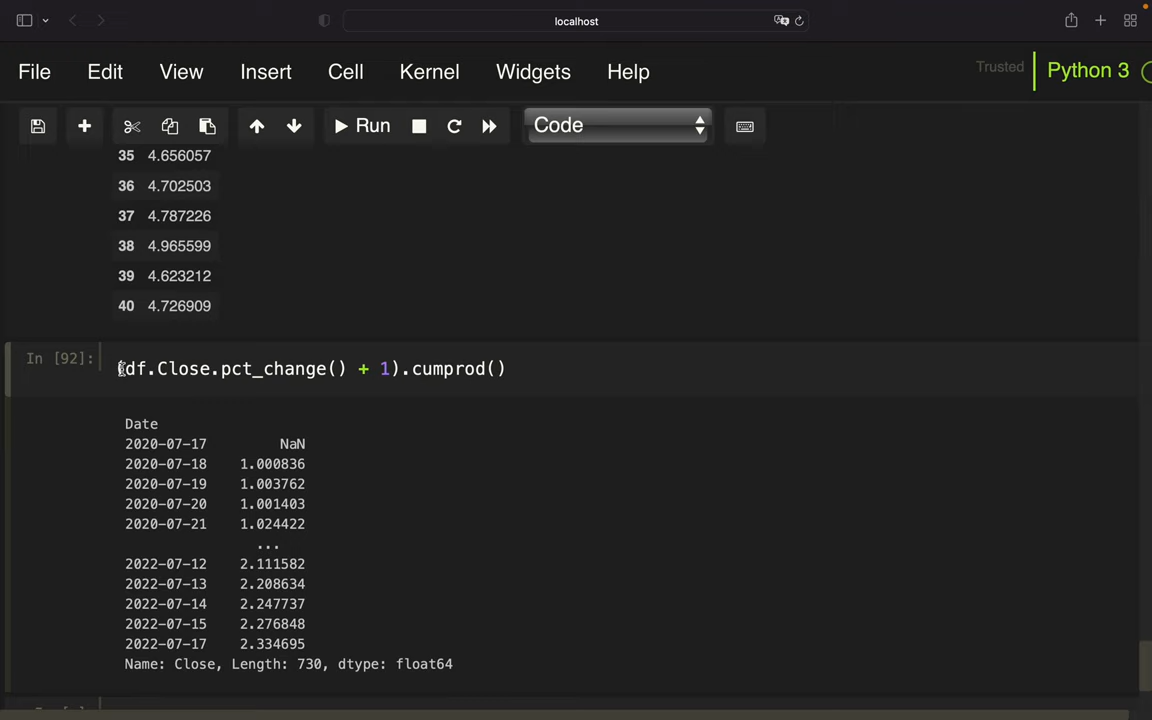 localhost
File Edit View Insert Cell Kernel Widgets Help Trusted Python 3
Run Code
35 4.656057
36 4.702503
37 4.787226
38 4.965599
39 4.623212
40 4.726909
In [92]: (df.Close.pct_change() + 1).cumprod()
Date
2020-07-17 NaN
2020-07-18 1.000836
2020-07-19 1.003762
2020-07-20 1.001403
2020-07-21 1.024422
...
2022-07-12 2.111582
2022-07-13 2.208634
2022-07-14 2.247737
2022-07-15 2.276848
2022-07-17 2.334695
Name: Close, Length: 730, dtype: float64